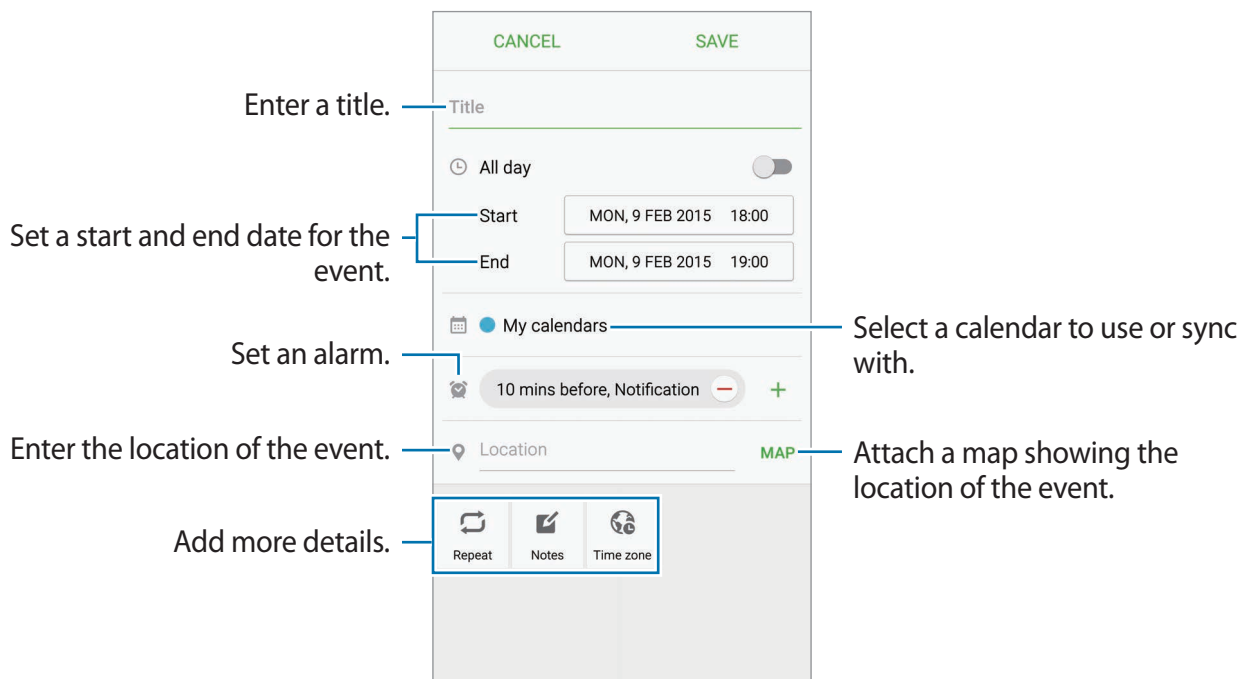 CANCEL SAVE
Enter a title.
Title
All day
Start MON, 9 FEB 2015 18:00
Set a start and end date for the
event.
End MON, 9 FEB 2015 19:00
My calendars
Select a calendar to use or sync
with.
Set an alarm.
10 mins before, Notification
Enter the location of the event.
Location
MAP
Attach a map showing the
location of the event.
Add more details.
Repeat Notes Time zone